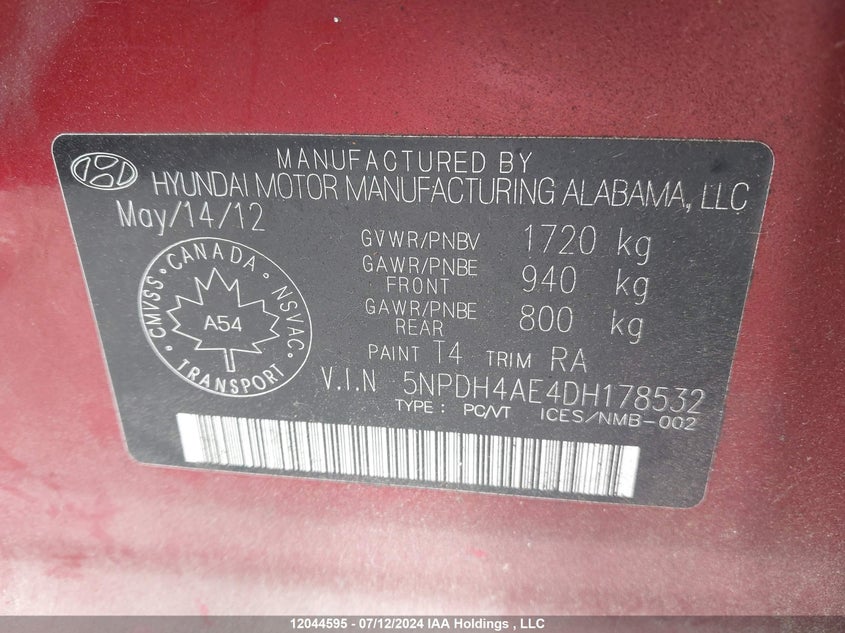 MANUFACTURED BY
HYUNDAI MOTOR MANUFACTURING ALABAMA, LLC
May/14/12
GVWR/PNBV 1720 kg
GAWR/PNBE FRONT 940 kg
GAWR/PNBE REAR 800 kg
PAINT T4 TRIM RA
V.I.N 5NPDH4AE4DH178532
TYPE : PC/VT ICES/NMB-002
CMVSS · CANADA · NSVAC · TRANSPORT ·
A54
12044595 - 07/12/2024 IAA Holdings , LLC